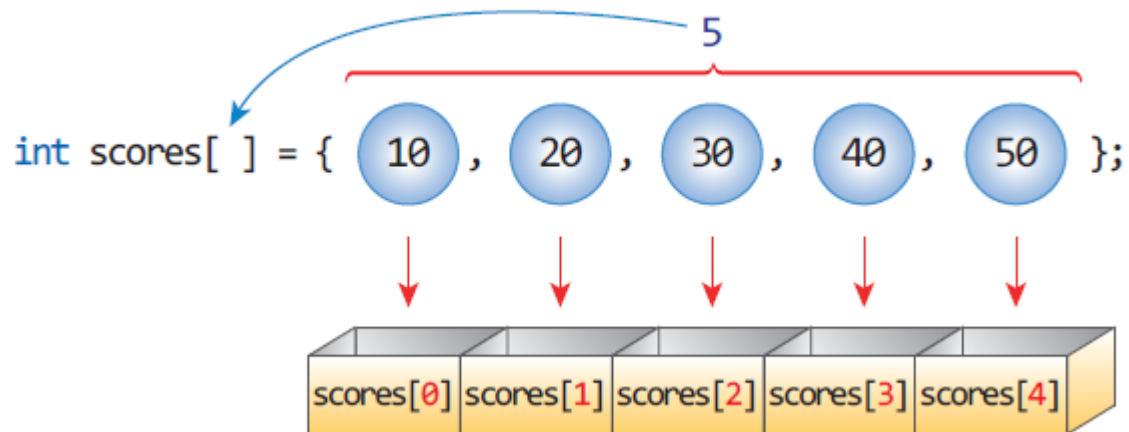 5
int scores[ ] = { 10 , 20 , 30 , 40 , 50 };
scores[0] scores[1] scores[2] scores[3] scores[4]